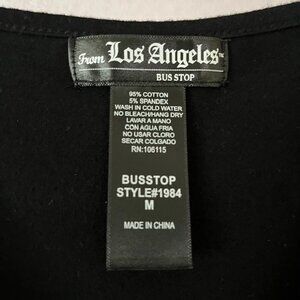 From Los Angeles™
BUS STOP
95% COTTON
5% SPANDEX
WASH IN COLD WATER
NO BLEACH/HANG DRY
LAVAR A MANO
CON AGUA FRIA
NO USAR CLORO
SECAR COLGADO
RN:106115
BUSSTOP
STYLE#1984
M
MADE IN CHINA